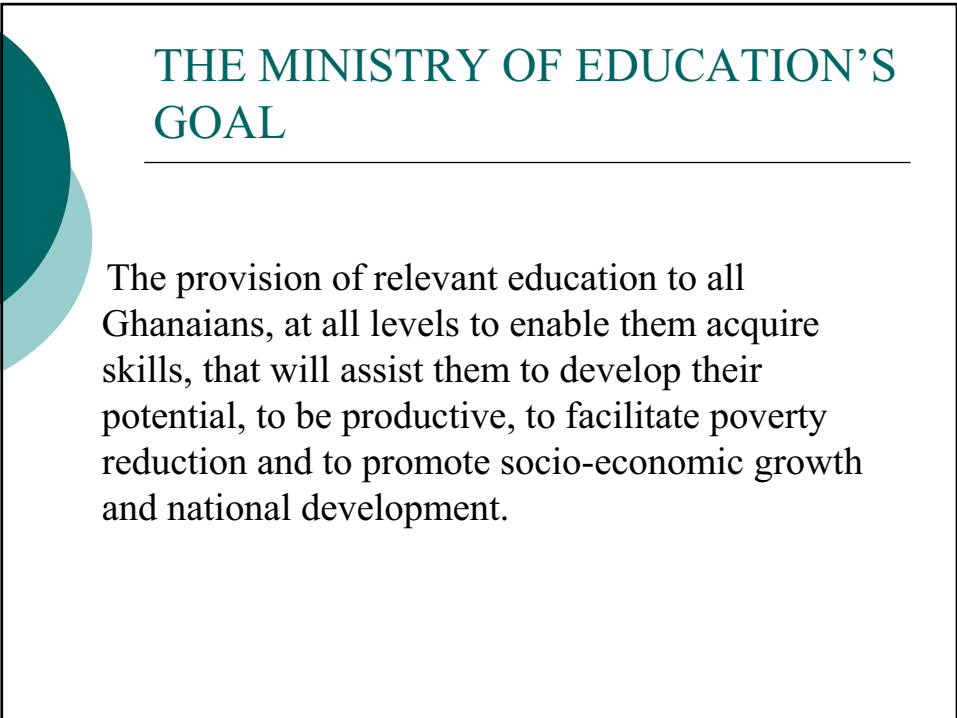 THE MINISTRY OF EDUCATION’S
GOAL
The provision of relevant education to all
Ghanaians, at all levels to enable them acquire
skills, that will assist them to develop their
potential, to be productive, to facilitate poverty
reduction and to promote socio-economic growth
and national development.